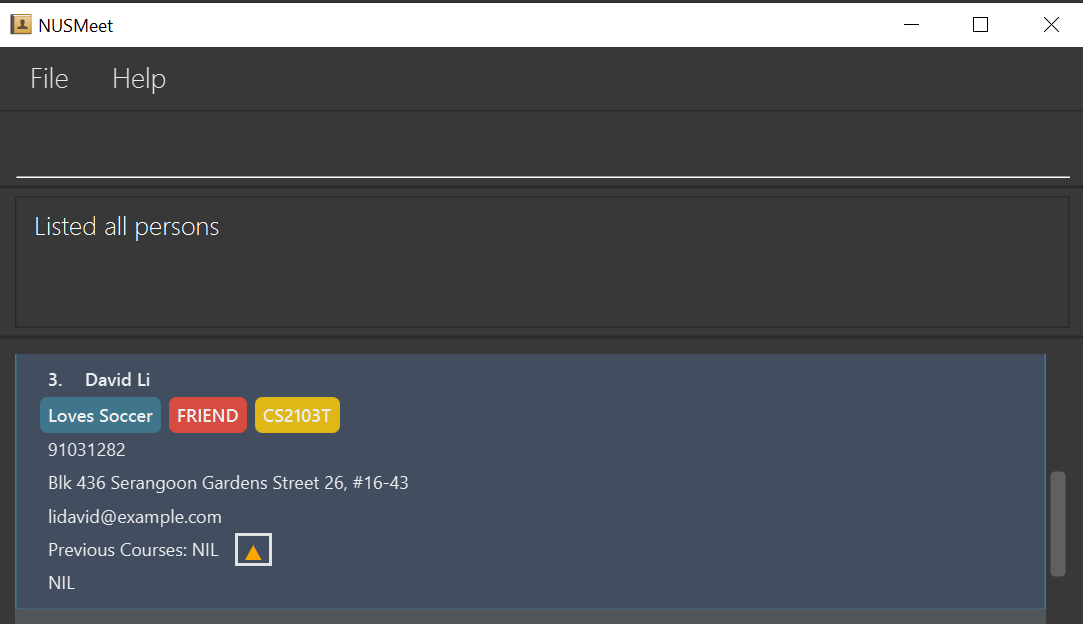 NUSMeet
File Help
Listed all persons
3. David Li
Loves Soccer FRIEND CS2103T
91031282
Blk 436 Serangoon Gardens Street 26, #16-43
lidavid@example.com
Previous Courses: NIL
NIL